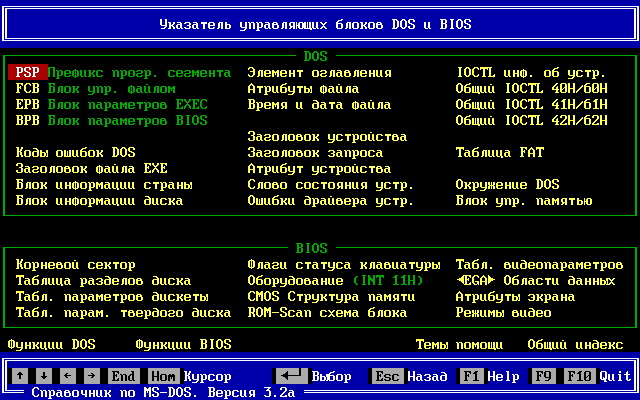 Указатель управляющих блоков DOS и BIOS
DOS
PSP Префикс прогр. сегмента Элемент оглавления IOCTL инф. об устр.
FCB Блок упр. файлом Атрибуты файла Общий IOCTL 40H/60H
EPB Блок параметров EXEC Время и дата файла Общий IOCTL 41H/61H
BPB Блок параметров BIOS Общий IOCTL 42H/62H
Заголовок устройства
Коды ошибок DOS Заголовок запроса Таблица FAT
Заголовок файла EXE Атрибут устройства
Блок информации страны Слово состояния устр. Окружение DOS
Блок информации диска Ошибки драйвера устр. Блок упр. памятью
BIOS
Корневой сектор Флаги статуса клавиатуры Табл. видеопараметров
Таблица разделов диска Оборудование (INT 11H) ◄EGA► Области данных
Табл. параметров дискеты CMOS Структура памяти Атрибуты экрана
Табл. парам. твердого диска ROM-Scan схема блока Режимы видео
Функции DOS Функции BIOS Темы помощи Общий индекс
↑ ↓ ← → End Hom Курсор ◄─┘ Выбор Esc Назад F1 Help F9 F10 Quit
Справочник по MS-DOS. Версия 3.2a